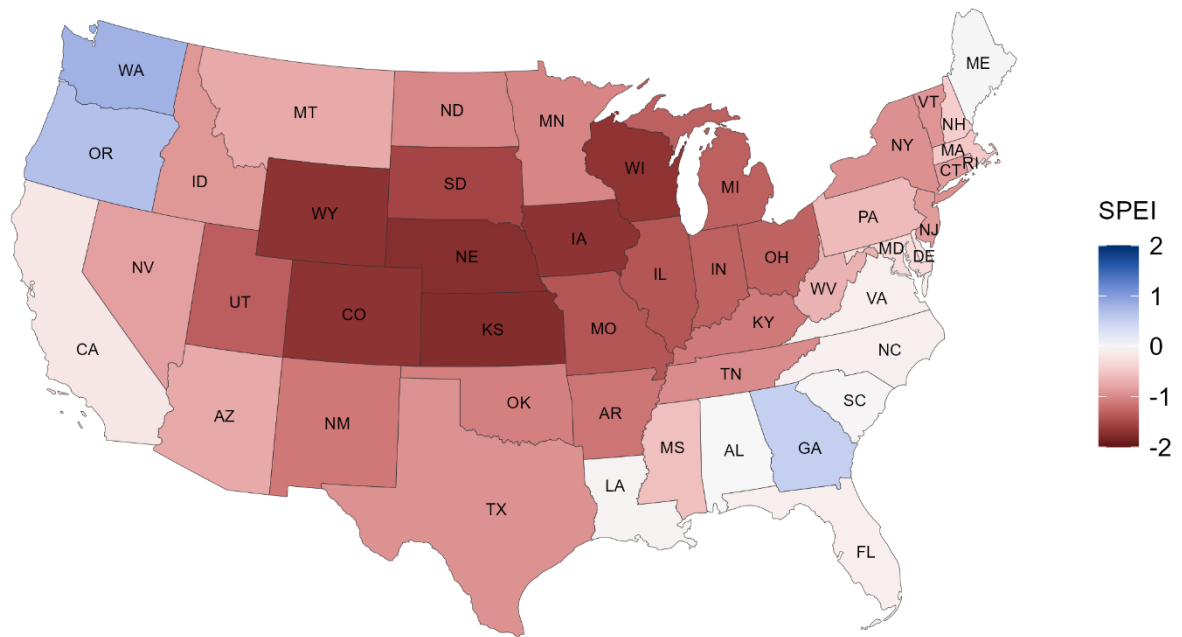 ME
WA
VT
MT
ND
NH
MN
OR
NY
MA
RI
CT
WI
ID
SD
MI
SPEI
WY
PA
NJ
IA
2
MD
NE
DE
OH
NV
IL
IN
UT
WV
1
CO
VA
KS
MO
KY
CA
NC
0
TN
OK
SC
AZ
AR
-1
NM
MS
AL
GA
-2
LA
TX
FL